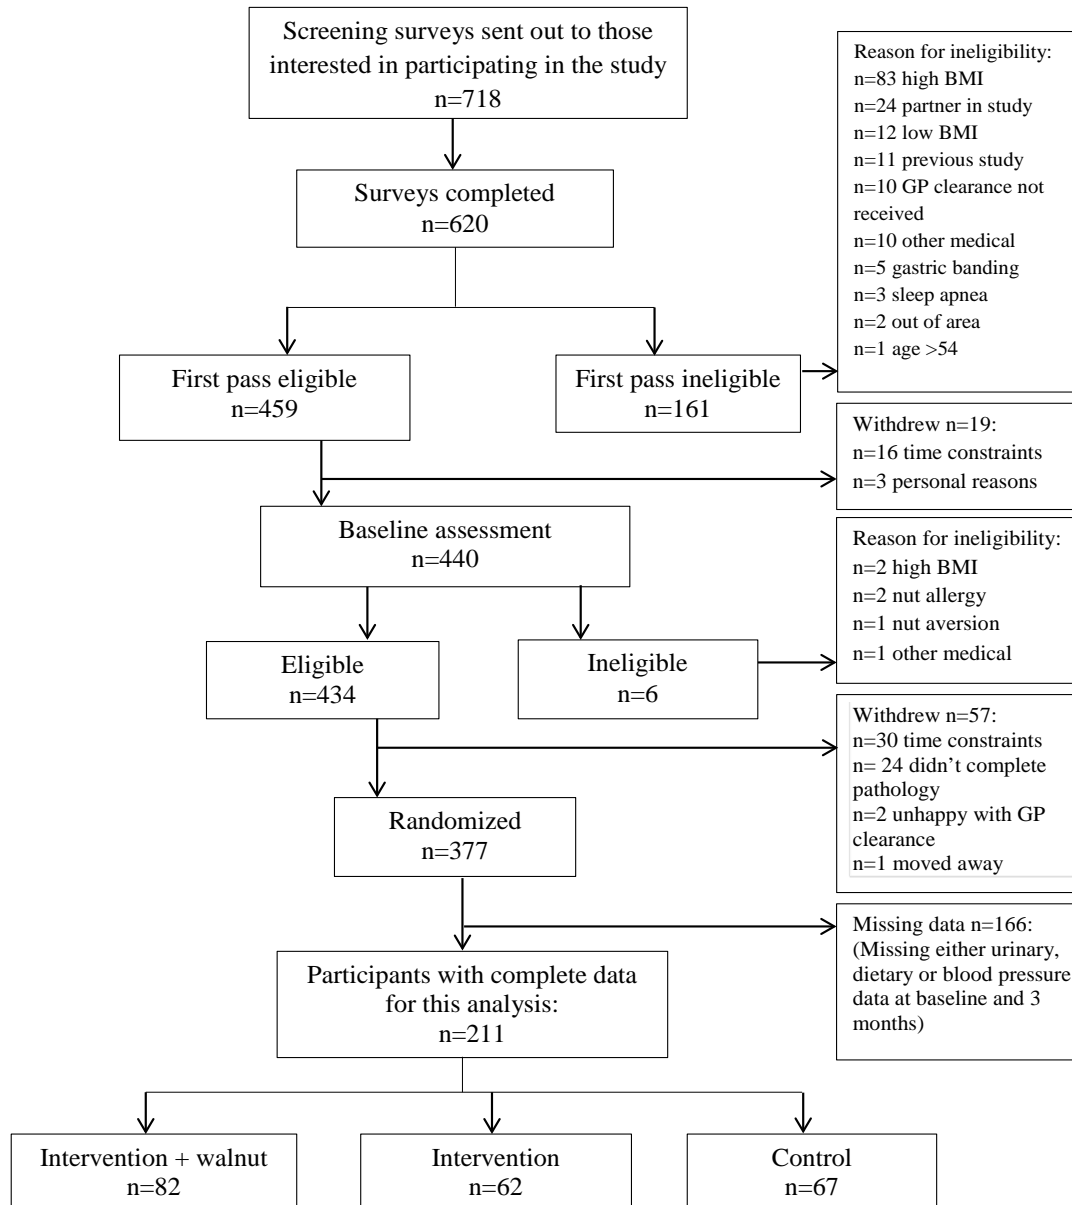 Screening surveys sent out to those
interested in participating in the study
n=718
Surveys completed
n=620
First pass eligible
n=459
First pass ineligible
n=161
Reason for ineligibility:
n=83 high BMI
n=24 partner in study
n=12 low BMI
n=11 previous study
n=10 GP clearance not
received
n=10 other medical
n=5 gastric banding
n=3 sleep apnea
n=2 out of area
n=1 age >54
Withdrew n=19:
n=16 time constraints
n=3 personal reasons
Baseline assessment
n=440
Eligible
n=434
Ineligible
n=6
Reason for ineligibility:
n=2 high BMI
n=2 nut allergy
n=1 nut aversion
n=1 other medical
Withdrew n=57:
n=30 time constraints
n= 24 didn’t complete
pathology
n=2 unhappy with GP
clearance
n=1 moved away
Randomized
n=377
Missing data n=166:
(Missing either urinary,
dietary or blood pressure
data at baseline and 3
months)
Participants with complete data
for this analysis:
n=211
Intervention + walnut
n=82
Intervention
n=62
Control
n=67